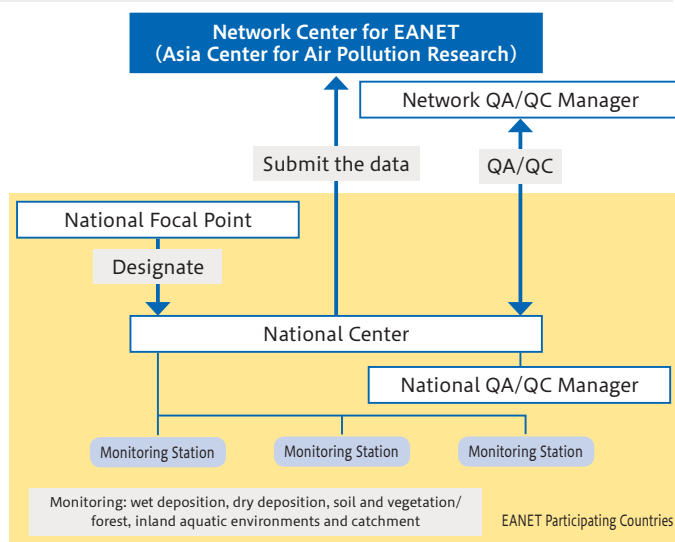 Network Center for EANET
(Asia Center for Air Pollution Research)
Network QA/QC Manager
Submit the data
QA/QC
National Focal Point
Designate
National Center
National QA/QC Manager
Monitoring Station
Monitoring Station
Monitoring Station
Monitoring: wet deposition, dry deposition, soil and vegetation/
forest, inland aquatic environments and catchment
EANET Participating Countries